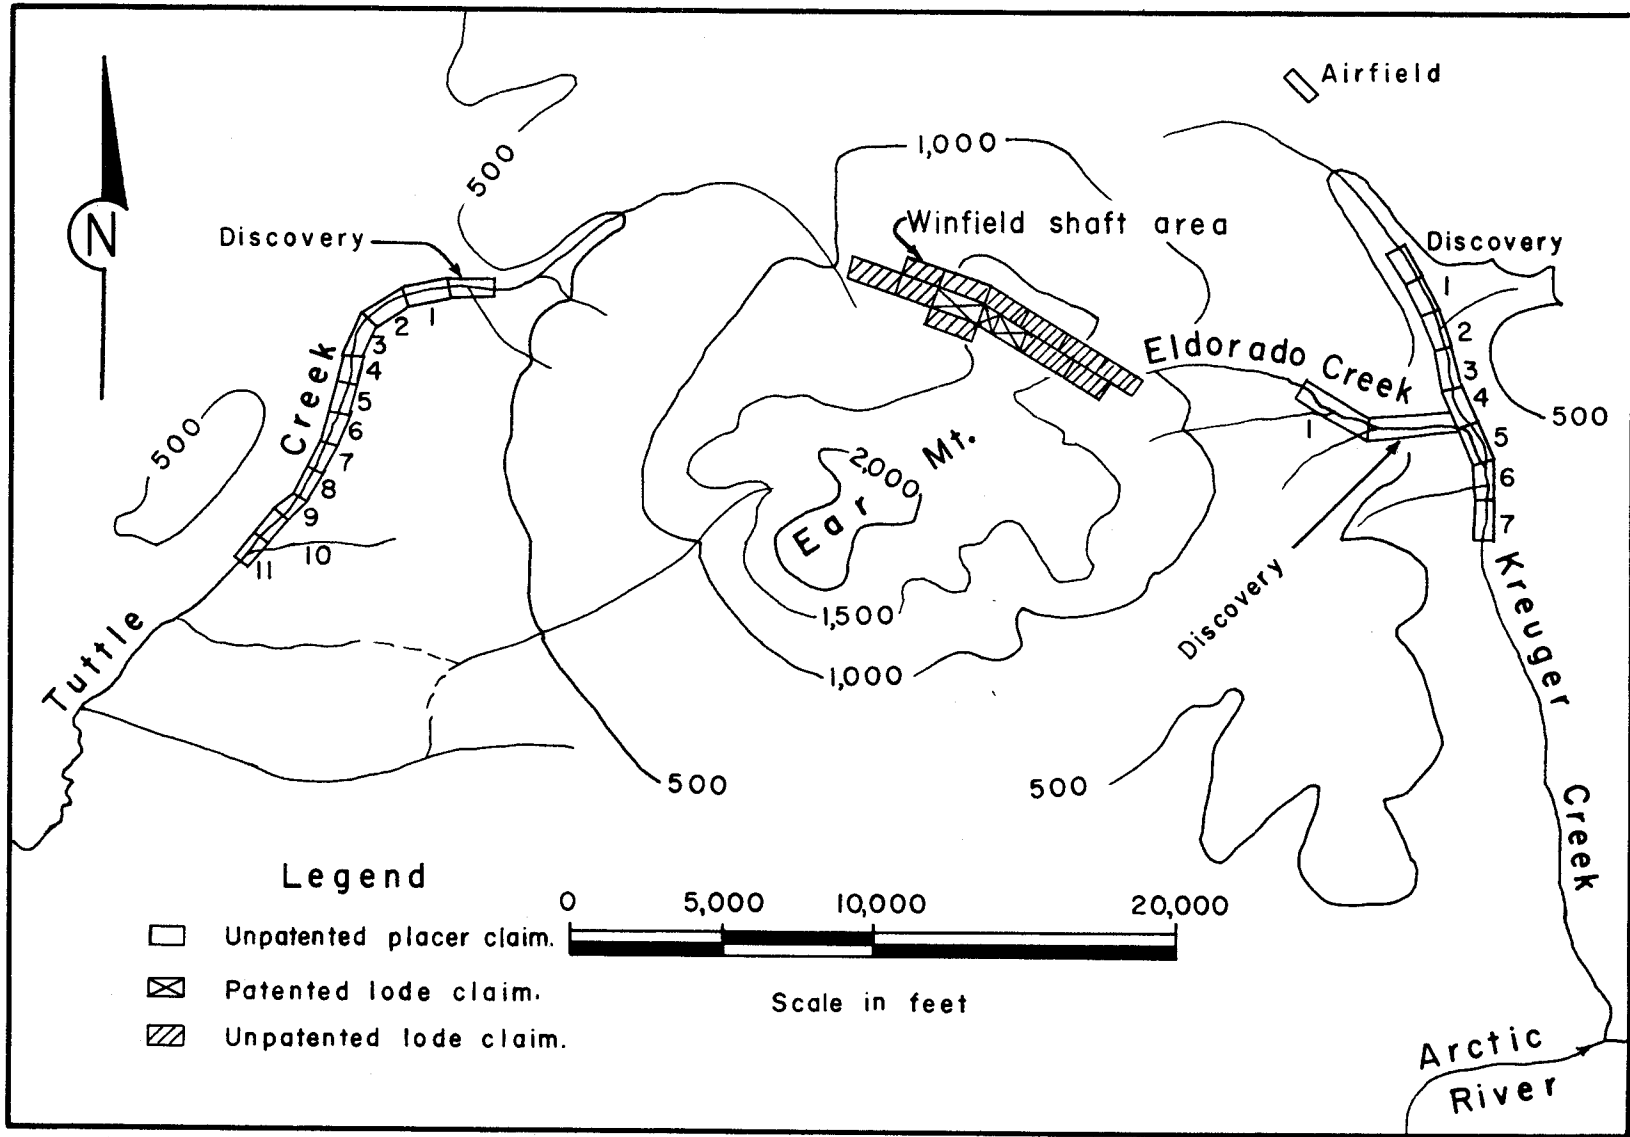 Airfield
1,000
500
N
Winfield shaft area
Discovery
Discovery
1
2
3
4
5
6
7
8
9
10
11
Creek
Tuttle
500
1
2
3
4
5
6
7
Eldorado Creek
1
500
Discovery
Ear Mt.
2,000
1,500
1,000
500
500
Kreuger
Creek
Legend
Unpatented placer claim.
Patented lode claim.
Unpatented lode claim.
0 5,000 10,000 20,000
Scale in feet
Arctic
River